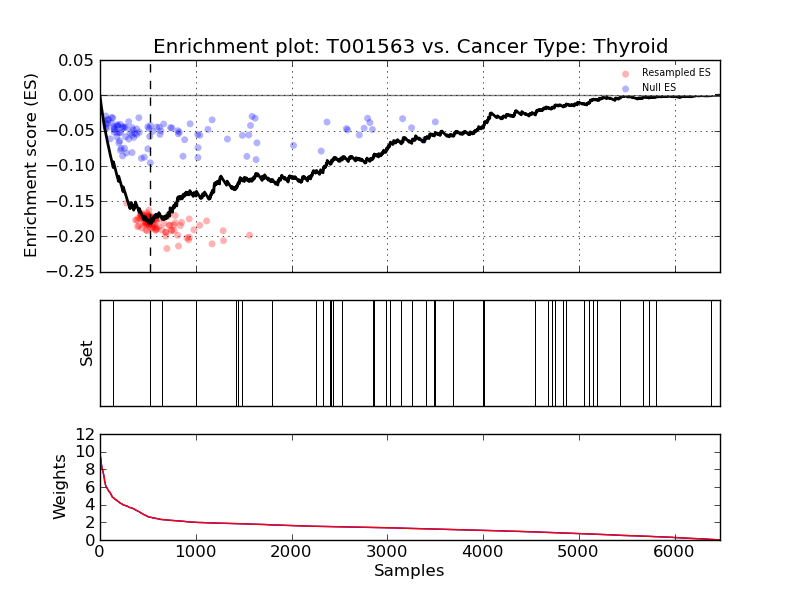 Enrichment plot: T001563 vs. Cancer Type: Thyroid
Enrichment score (ES)
0.05
0.00
−0.05
−0.10
−0.15
−0.20
−0.25
Resampled ES
Null ES
Set
Weights
12
10
8
6
4
2
0
0 1000 2000 3000 4000 5000 6000
Samples